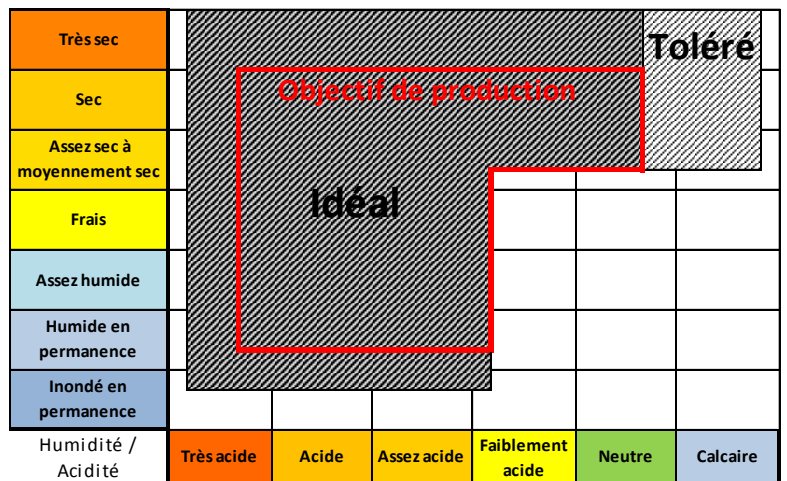 Très sec
Toléré
Sec
Objectif de production
Assez sec à
moyennement sec
Idéal
Frais
Assez humide
Humide en
permanence
Inondé en
permanence
Humidité /
Acidité
Très acide
Acide
Assez acide
Faiblement
acide
Neutre
Calcaire